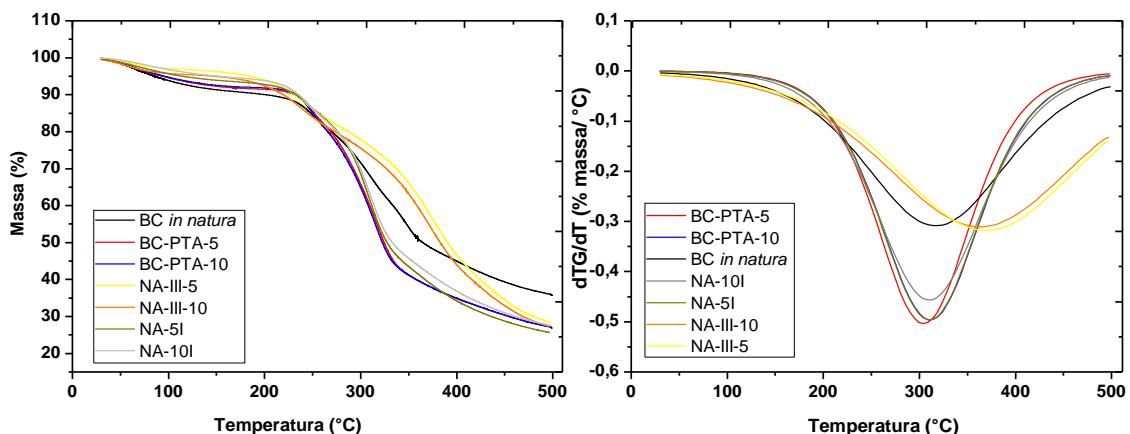 110
100
90
80
70
60
50
40
30
20
Massa (%)
BC in natura
BC-PTA-5
BC-PTA-10
NA-III-5
NA-III-10
NA-5I
NA-10I
0 100 200 300 400 500
Temperatura (°C)
0,1
0,0
-0,1
-0,2
-0,3
-0,4
-0,5
-0,6
dTG/dT (% massa/ °C)
BC-PTA-5
BC-PTA-10
BC in natura
NA-10I
NA-5I
NA-III-10
NA-III-5
0 100 200 300 400 500
Temperatura (°C)